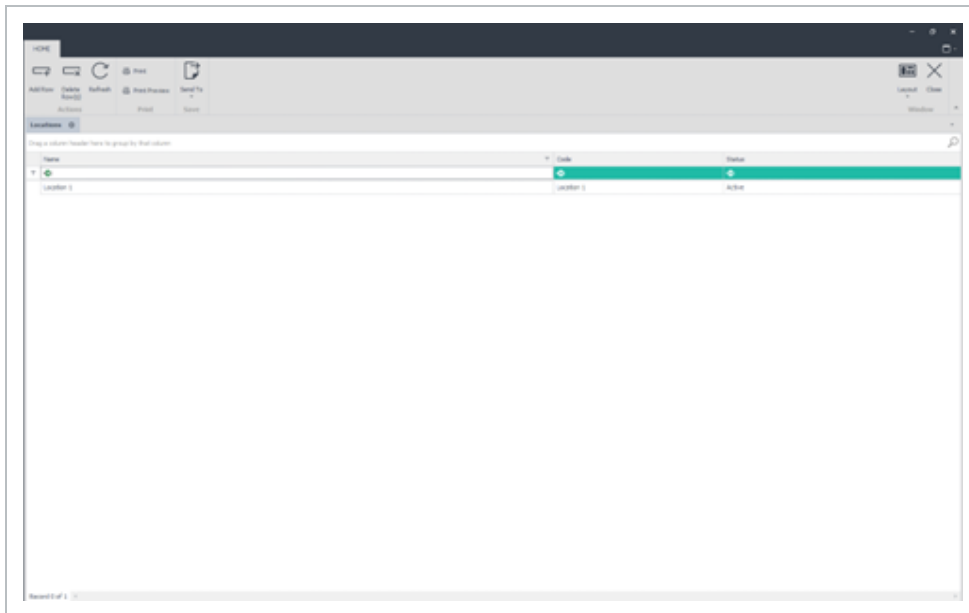 HOME
Add Row
Delete Row(s)
Refresh
Print
Print Preview
Send To
Layout
Close
Actions
Print
Save
Window
Locations
Drag a column header here to group by that column
Name
Code
Status
Location 1
Location 1
Active
Record 0 of 1